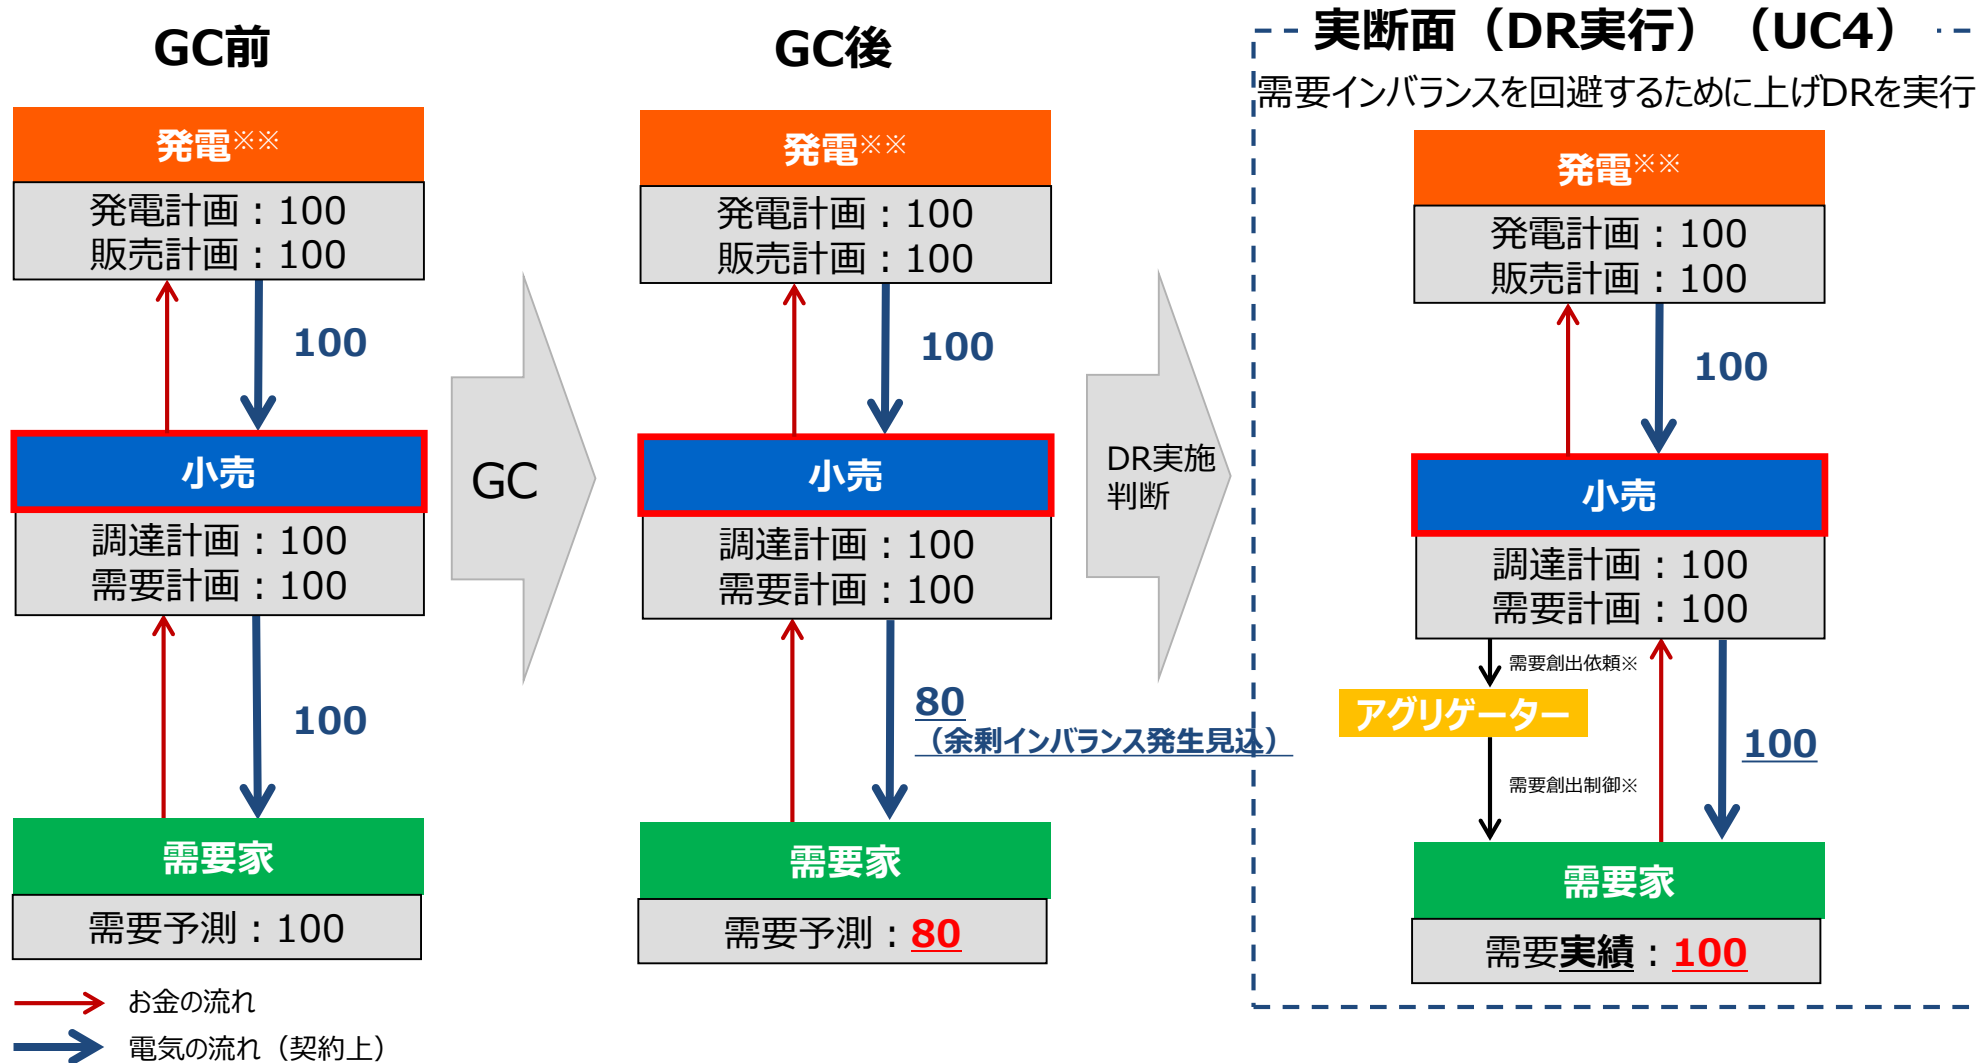 GC前
発電※※
発電計画：100
販売計画：100
100
小売
調達計画：100
需要計画：100
100
需要家
需要予測：100
お金の流れ
電気の流れ（契約上）
GC
GC後
発電※※
発電計画：100
販売計画：100
100
小売
調達計画：100
需要計画：100
80
（余剰インバランス発生見込）
需要家
需要予測：80
DR実施
判断
実断面（DR実行）（UC4）
需要インバランスを回避するために上げDRを実行
発電※※
発電計画：100
販売計画：100
100
小売
調達計画：100
需要計画：100
需要創出依頼※
アグリゲーター
100
需要創出制御※
需要家
需要実績：100